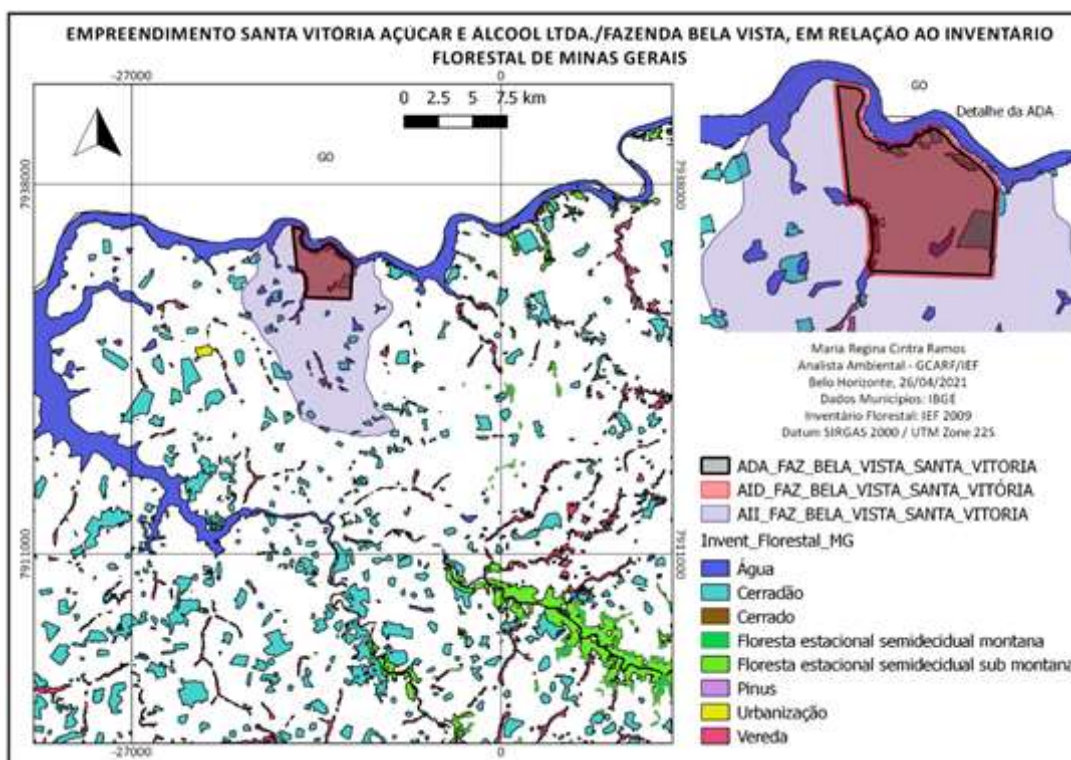 EMPREENDIMENTO SANTA VITÓRIA AÇÚCAR E ÁLCOOL LTDA./FAZENDA BELA VISTA, EM RELAÇÃO AO INVENTÁRIO
FLORESTAL DE MINAS GERAIS
-27000
0
0 2.5 5 7.5 km
GO
7938000
7938000
7911000
7911000
-27000
0
GO
Detalhe da ADA
Maria Regina Cintra Ramos
Analista Ambiental - GCARF/IEF
Belo Horizonte, 26/04/2021
Dados Municípios: IBGE
Inventário Florestal: IEF 2009
Datum SIRGAS 2000 / UTM Zone 22S
ADA_FAZ_BELA_VISTA_SANTA_VITORIA
AID_FAZ_BELA_VISTA_SANTA_VITÓRIA
AII_FAZ_BELA_VISTA_SANTA_VITORIA
Invent_Florestal_MG
Água
Cerradão
Cerrado
Floresta estacional semidecidual montana
Floresta estacional semidecidual sub montana
Pinus
Urbanização
Vereda